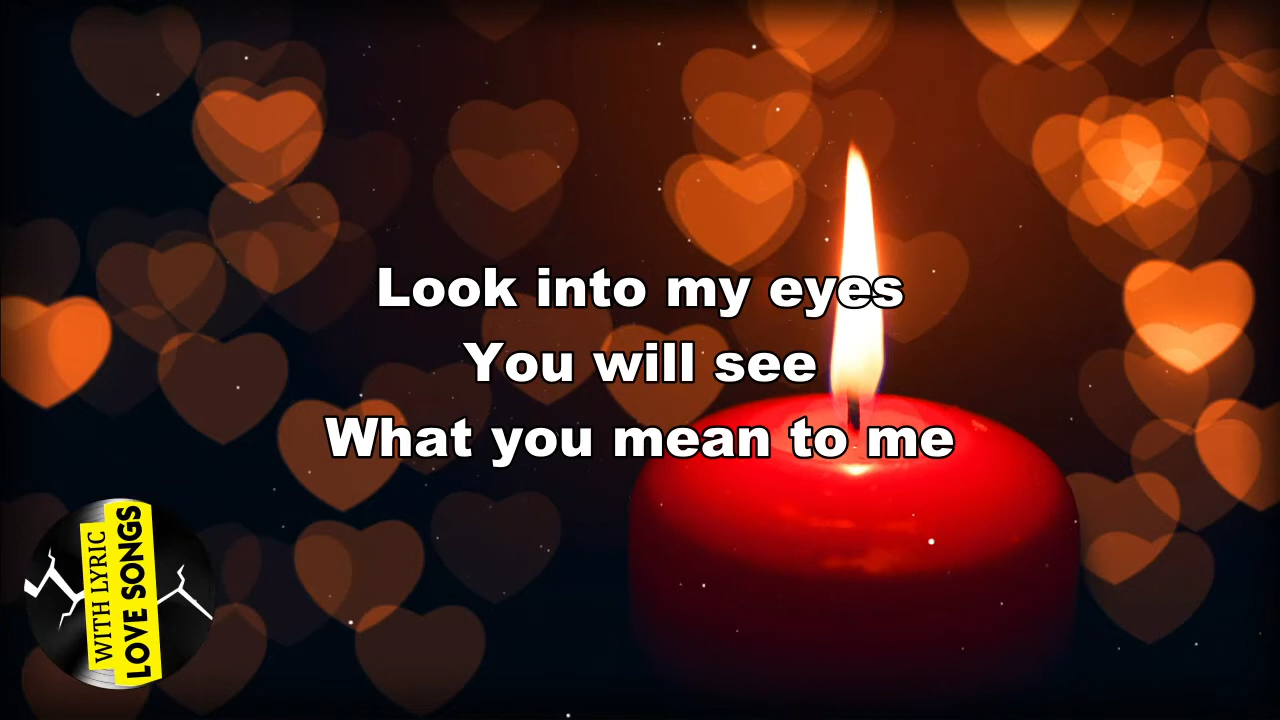 Look into my eyes
You will see
What you mean to me
WITH LYRIC
LOVE SONGS